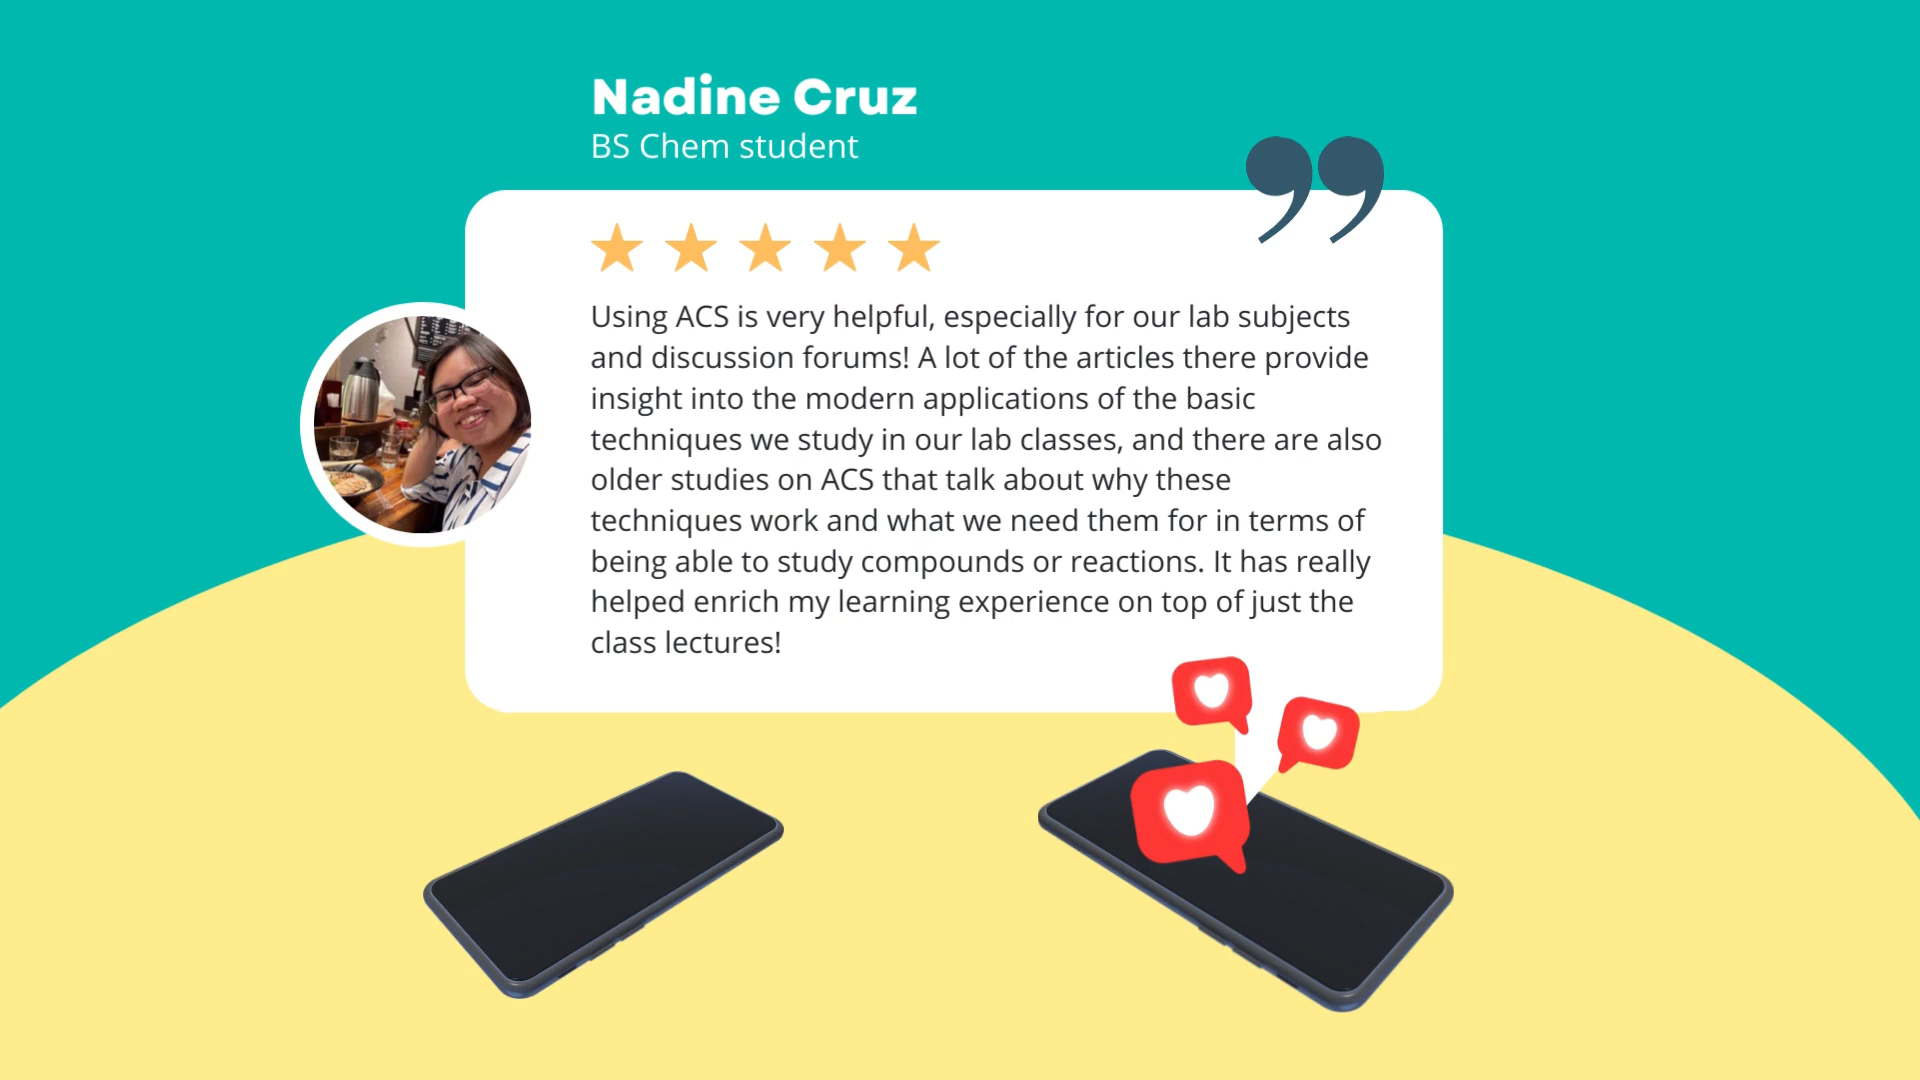 Nadine Cruz
BS Chem student
Using ACS is very helpful, especially for our lab subjects
and discussion forums! A lot of the articles there provide
insight into the modern applications of the basic
techniques we study in our lab classes, and there are also
older studies on ACS that talk about why these
techniques work and what we need them for in terms of
being able to study compounds or reactions. It has really
helped enrich my learning experience on top of just the
class lectures!